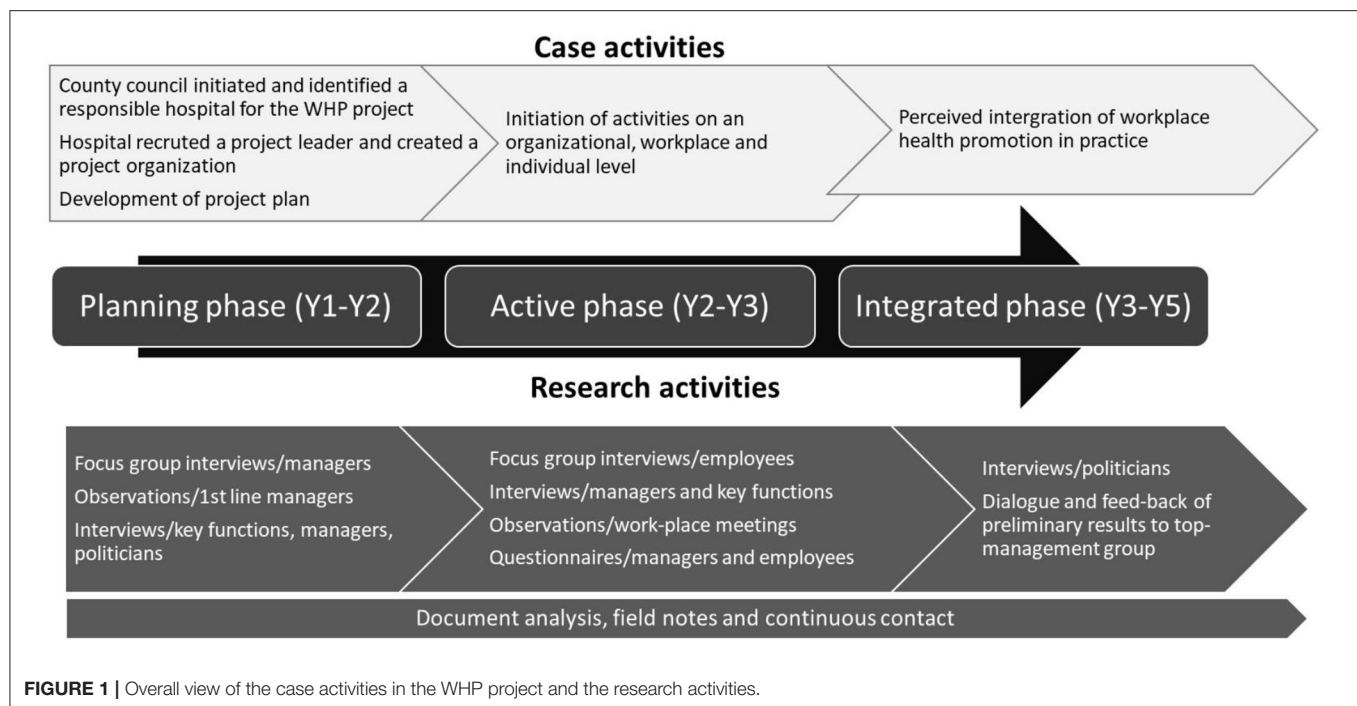 Case activities
County council initiated and identified a
responsible hospital for the WHP project
Hospital recruted a project leader and created a
project organization
Development of project plan
Initiation of activities on an
organizational, workplace and
individual level
Perceived intergration of workplace
health promotion in practice
Planning phase (Y1-Y2)
Active phase (Y2-Y3)
Integrated phase (Y3-Y5)
Research activities
Focus group interviews/managers
Observations/1st line managers
Interviews/key functions, managers,
politicians
Focus group interviews/employees
Interviews/managers and key functions
Observations/work-place meetings
Questionnaires/managers and employees
Interviews/politicians
Dialogue and feed-back of
preliminary results to top-
management group
Document analysis, field notes and continuous contact
FIGURE 1 | Overall view of the case activities in the WHP project and the research activities.